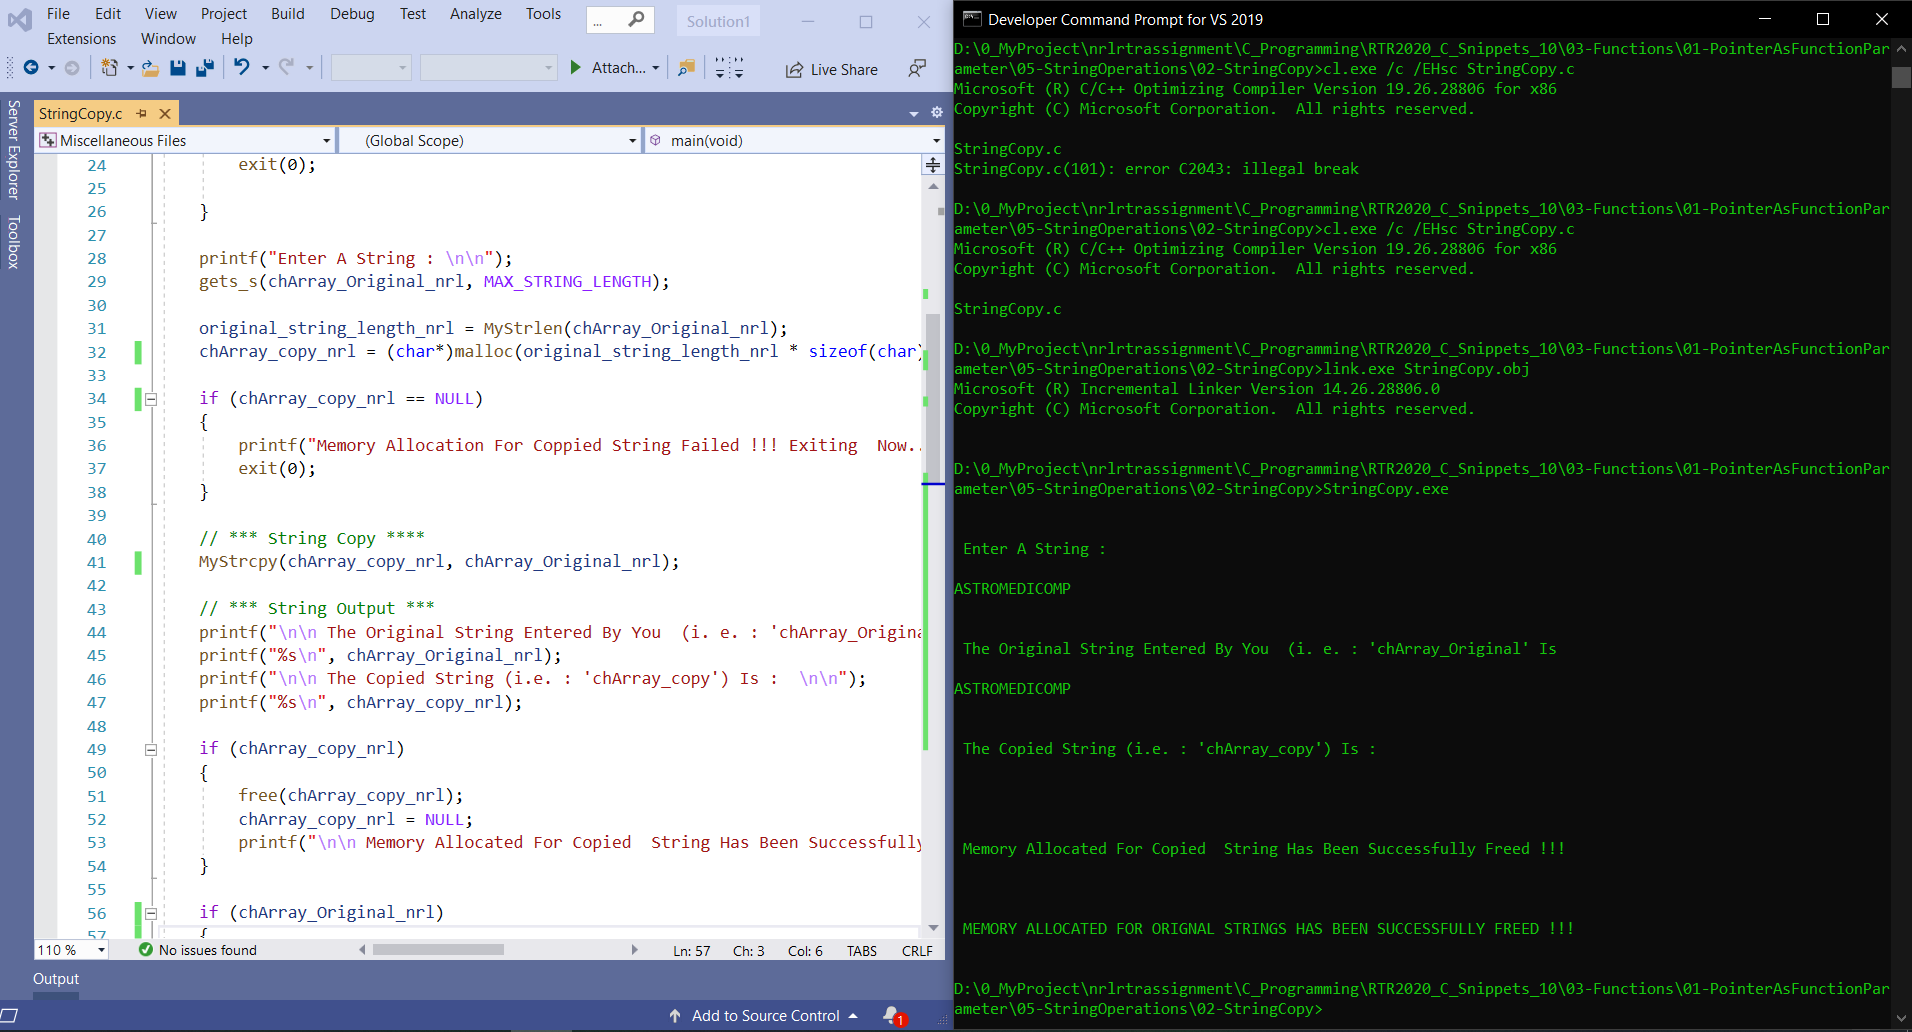 File Edit View Project Build Debug Test Analyze Tools ... Solution1
Extensions Window Help
Attach... Live Share
Server Explorer
Toolbox
StringCopy.c
Miscellaneous Files (Global Scope) main(void)
24 exit(0);
25
26 }
27
28 printf("Enter A String : \n\n");
29 gets_s(chArray_Original_nrl, MAX_STRING_LENGTH);
30
31 original_string_length_nrl = MyStrlen(chArray_Original_nrl);
32 chArray_copy_nrl = (char*)malloc(original_string_length_nrl * sizeof(char)
33
34 if (chArray_copy_nrl == NULL)
35 {
36 printf("Memory Allocation For Coppied String Failed !!! Exiting  Now..
37 exit(0);
38 }
39
40 // *** String Copy ****
41 MyStrcpy(chArray_copy_nrl, chArray_Original_nrl);
42
43 // *** String Output ***
44 printf("\n\n The Original String Entered By You  (i. e. : 'chArray_Origina
45 printf("%s\n", chArray_Original_nrl);
46 printf("\n\n The Copied String (i.e. : 'chArray_copy') Is :  \n\n");
47 printf("%s\n", chArray_copy_nrl);
48
49 if (chArray_copy_nrl)
50 {
51 free(chArray_copy_nrl);
52 chArray_copy_nrl = NULL;
53 printf("\n\n Memory Allocated For Copied  String Has Been Successfully
54 }
55
56 if (chArray_Original_nrl)
57 {
110 % No issues found Ln: 57 Ch: 3 Col: 6 TABS CRLF
Output
Add to Source Control 1
Developer Command Prompt for VS 2019
D:\0_MyProject\nrlrtrassignment\C_Programming\RTR2020_C_Snippets_10\03-Functions\01-PointerAsFunctionPar
ameter\05-StringOperations\02-StringCopy>cl.exe /c /EHsc StringCopy.c
Microsoft (R) C/C++ Optimizing Compiler Version 19.26.28806 for x86
Copyright (C) Microsoft Corporation.  All rights reserved.
StringCopy.c
StringCopy.c(101): error C2043: illegal break
D:\0_MyProject\nrlrtrassignment\C_Programming\RTR2020_C_Snippets_10\03-Functions\01-PointerAsFunctionPar
ameter\05-StringOperations\02-StringCopy>cl.exe /c /EHsc StringCopy.c
Microsoft (R) C/C++ Optimizing Compiler Version 19.26.28806 for x86
Copyright (C) Microsoft Corporation.  All rights reserved.
StringCopy.c
D:\0_MyProject\nrlrtrassignment\C_Programming\RTR2020_C_Snippets_10\03-Functions\01-PointerAsFunctionPar
ameter\05-StringOperations\02-StringCopy>link.exe StringCopy.obj
Microsoft (R) Incremental Linker Version 14.26.28806.0
Copyright (C) Microsoft Corporation.  All rights reserved.
D:\0_MyProject\nrlrtrassignment\C_Programming\RTR2020_C_Snippets_10\03-Functions\01-PointerAsFunctionPar
ameter\05-StringOperations\02-StringCopy>StringCopy.exe
Enter A String :
ASTROMEDICOMP
The Original String Entered By You  (i. e. : 'chArray_Original' Is
ASTROMEDICOMP
The Copied String (i.e. : 'chArray_copy') Is :
Memory Allocated For Copied  String Has Been Successfully Freed !!!
MEMORY ALLOCATED FOR ORIGNAL STRINGS HAS BEEN SUCCESSFULLY FREED !!!
D:\0_MyProject\nrlrtrassignment\C_Programming\RTR2020_C_Snippets_10\03-Functions\01-PointerAsFunctionPar
ameter\05-StringOperations\02-StringCopy>